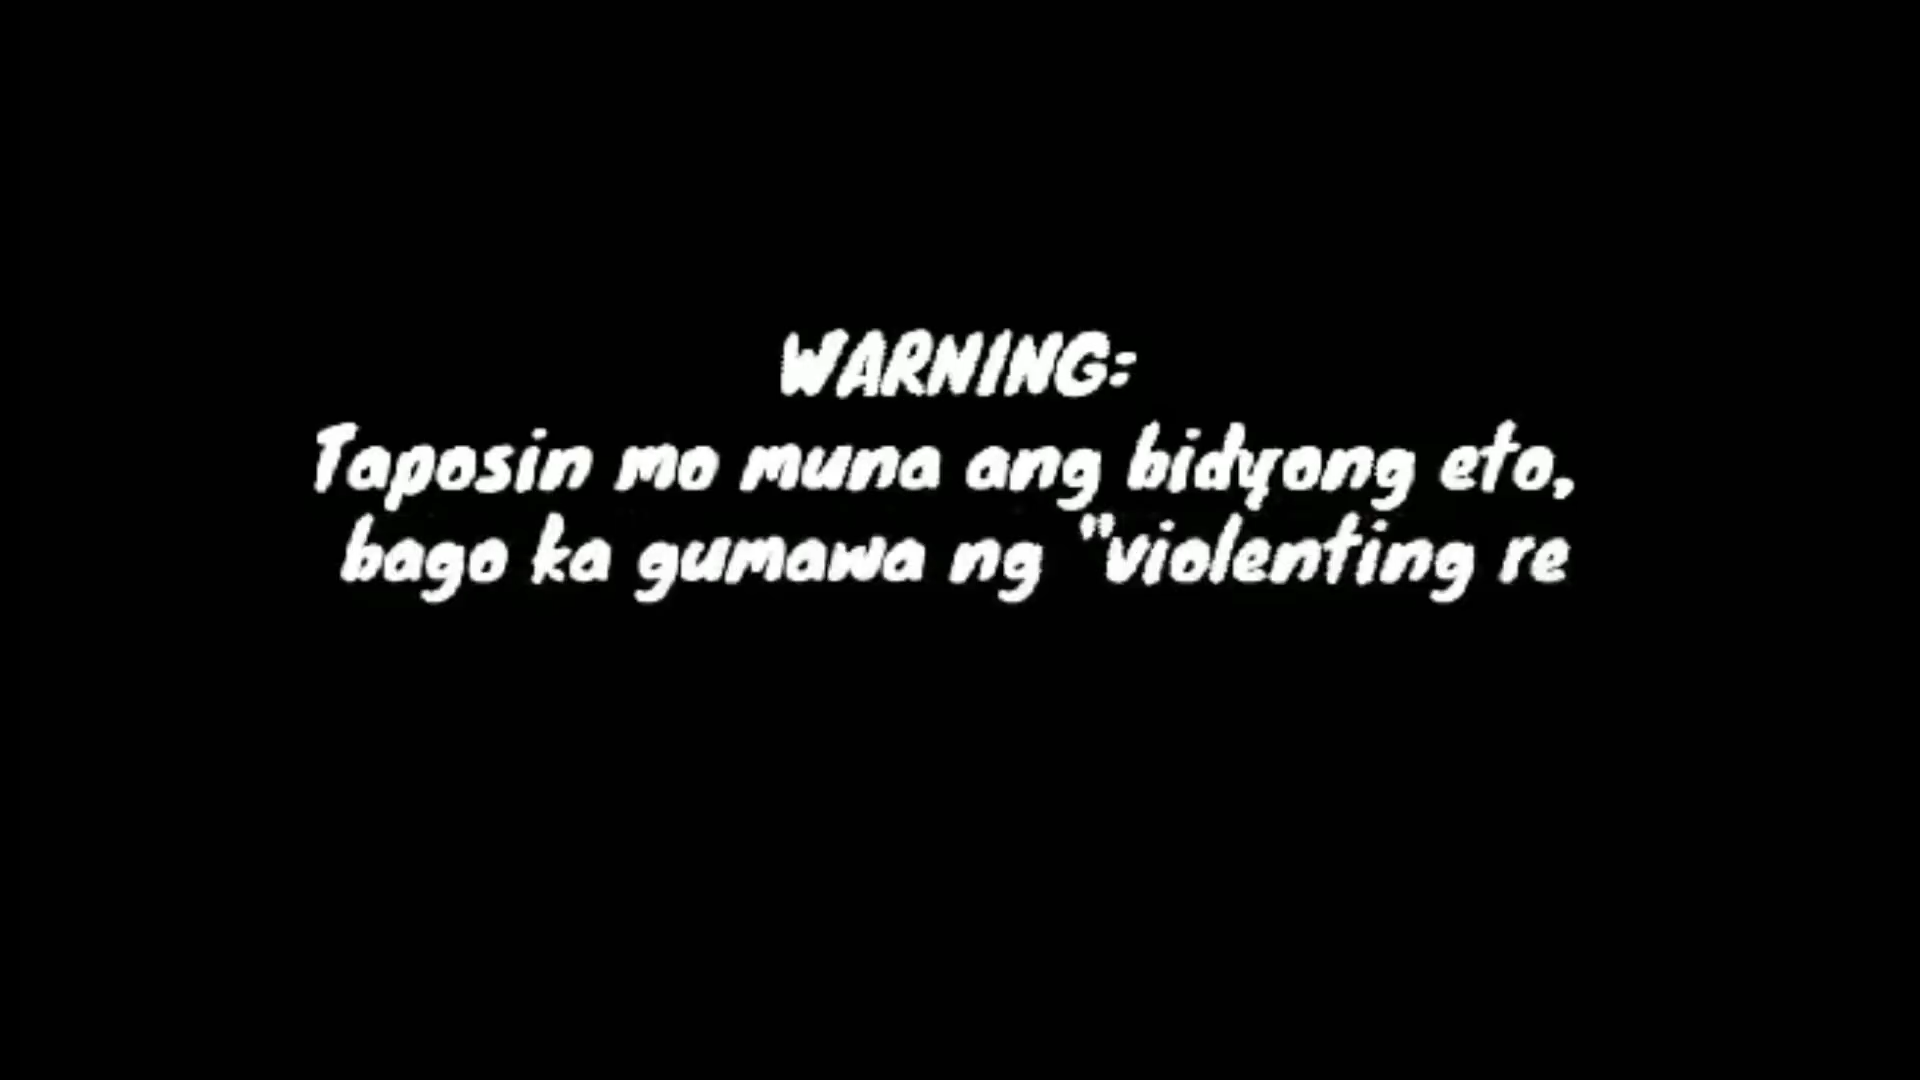 WARNING:
Taposin mo muna ang bidyong eto,
bago ka gumawa ng "violenting re